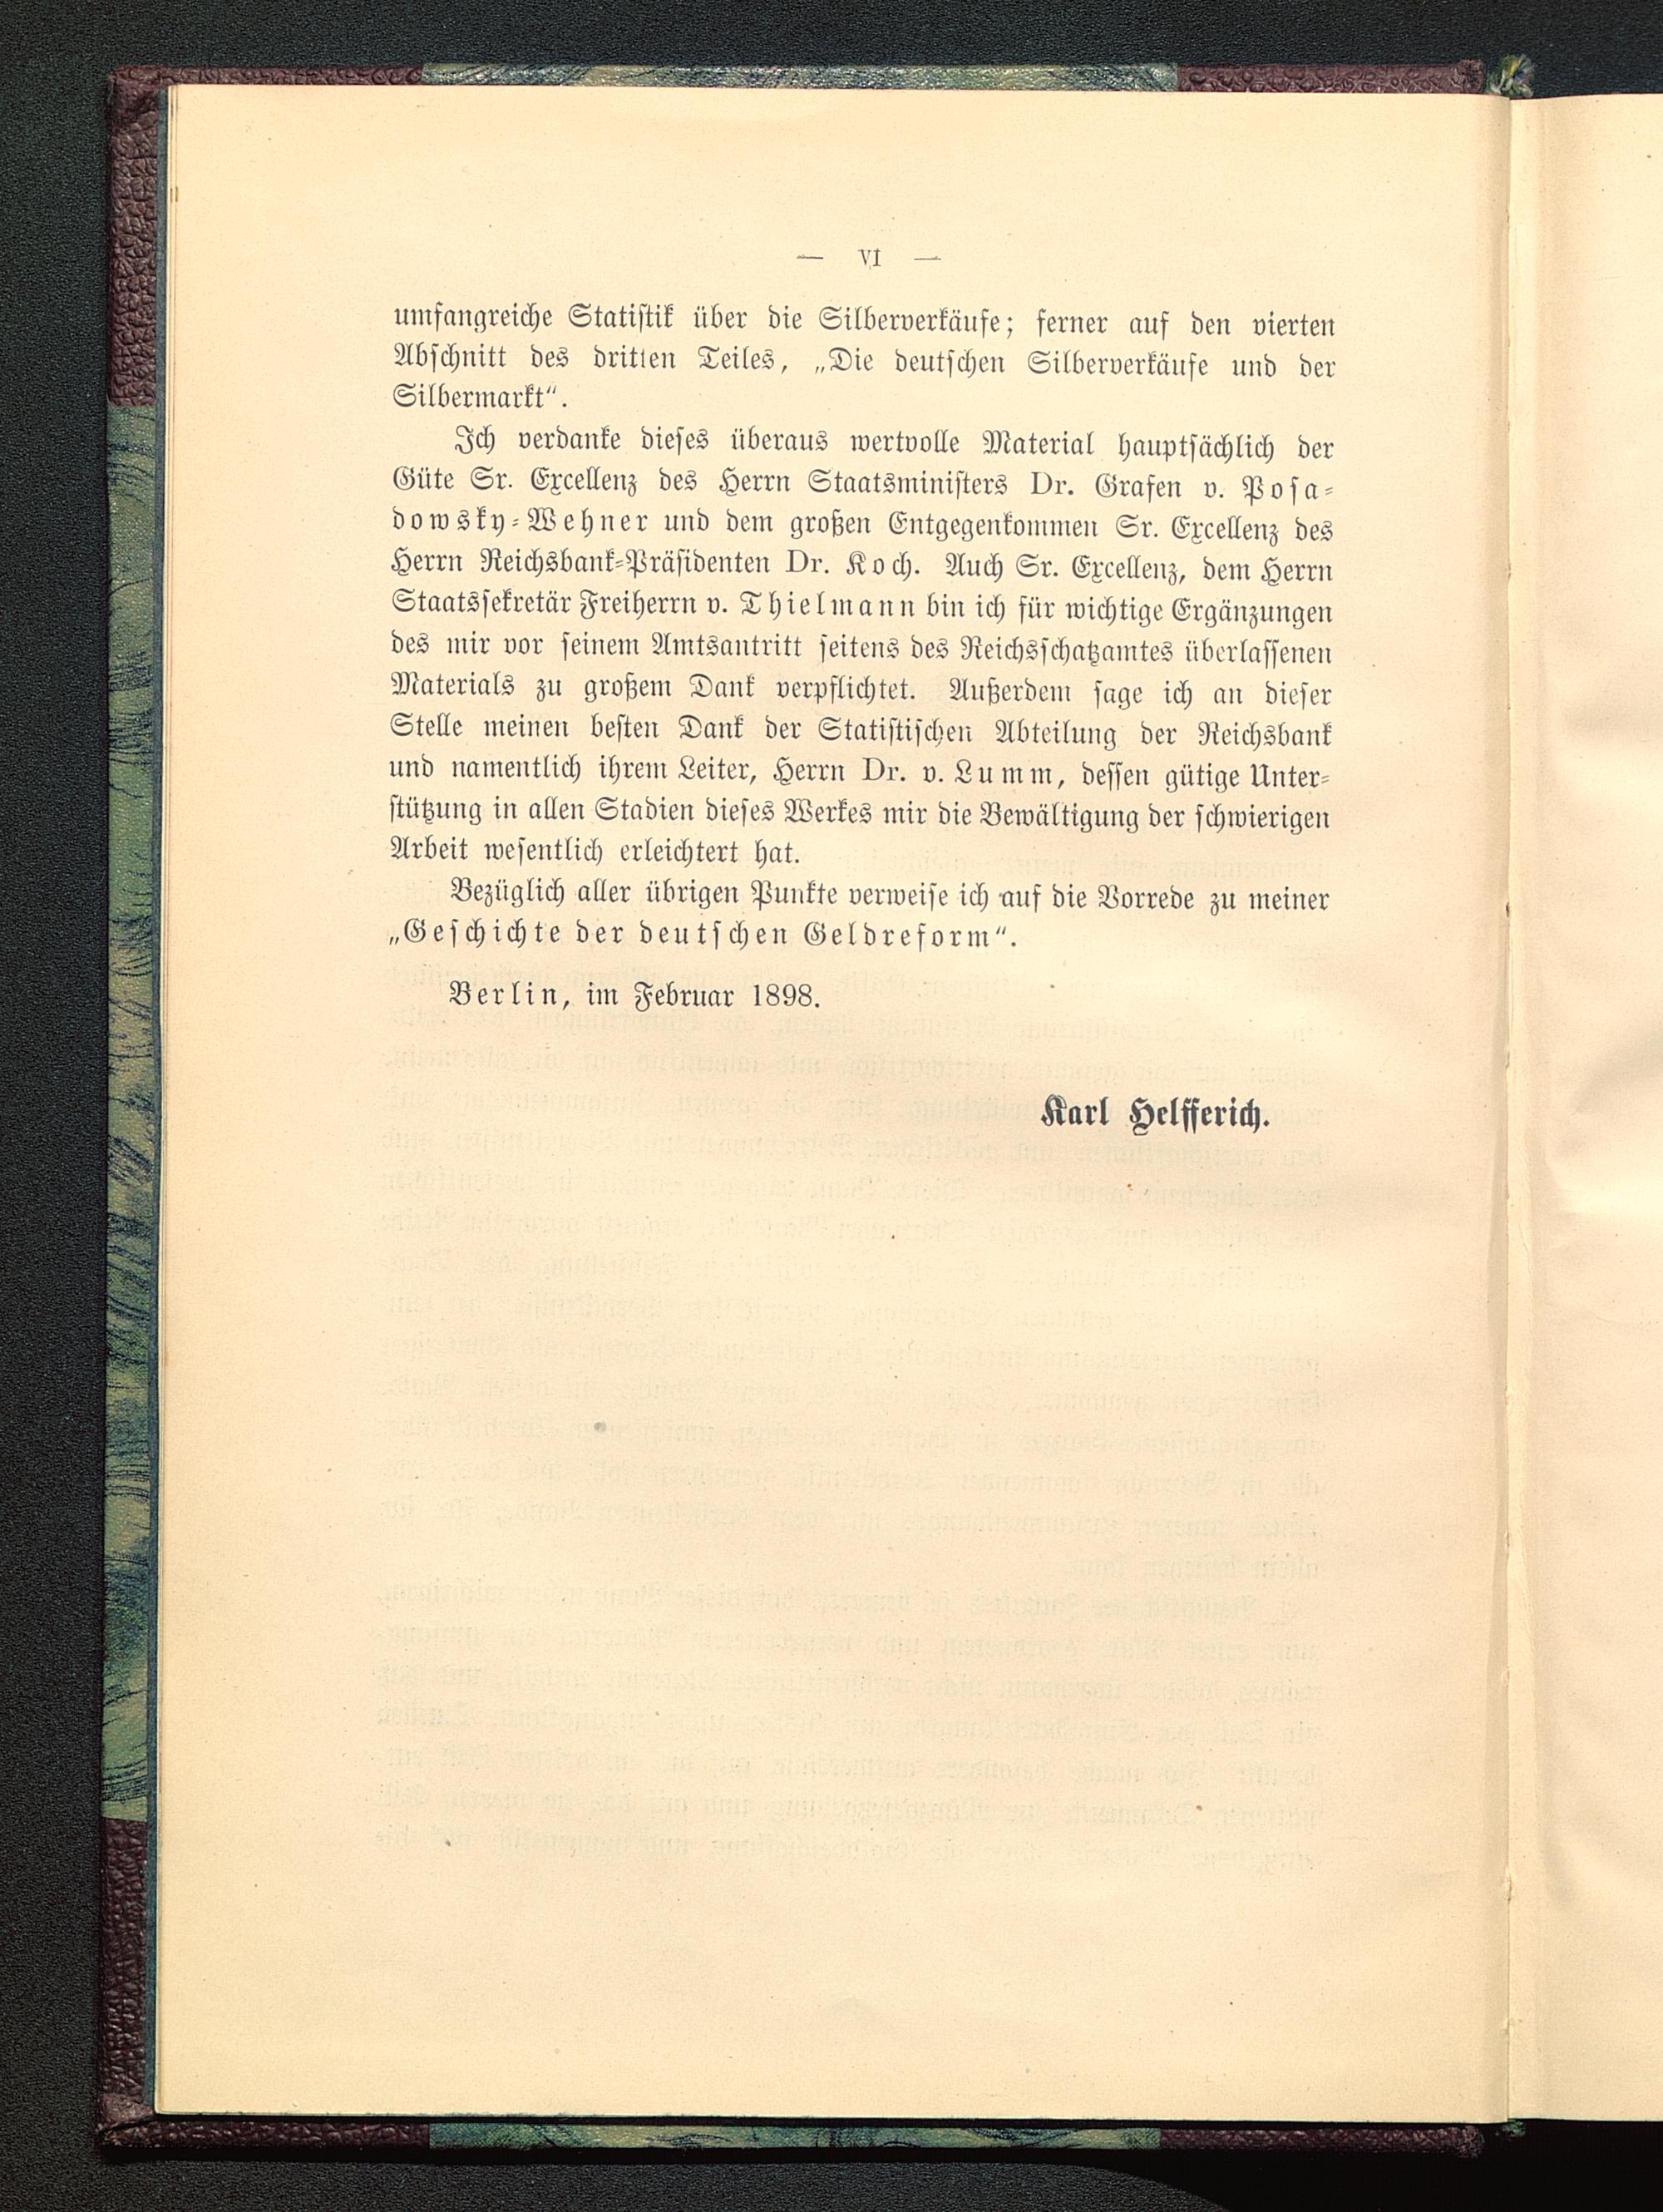 — VI —
umfangreiche Statistik über die Silberverkäufe; ferner auf den vierten
Abschnitt des dritten Teiles, „Die deutschen Silberverkäufe und der
Silbermarkt“.
Ich verdanke dieses überaus wertvolle Material hauptsächlich der
Güte Sr. Excellenz des Herrn Staatsministers Dr. Grafen v. Posa-
dowsky-Wehner und dem großen Entgegenkommen Sr. Excellenz des
Herrn Reichsbank-Präsidenten Dr. Koch. Auch Sr. Excellenz, dem Herrn
Staatssekretär Freiherrn v. Thielmann bin ich für wichtige Ergänzungen
des mir vor seinem Amtsantritt seitens des Reichsschatzamtes überlassenen
Materials zu großem Dank verpflichtet. Außerdem sage ich an dieser
Stelle meinen besten Dank der Statistischen Abteilung der Reichsbank
und namentlich ihrem Leiter, Herrn Dr. v. Lumm, dessen gütige Unter-
stützung in allen Stadien dieses Werkes mir die Bewältigung der schwierigen
Arbeit wesentlich erleichtert hat.
Bezüglich aller übrigen Punkte verweise ich auf die Vorrede zu meiner
„Geschichte der deutschen Geldreform“.
Berlin, im Februar 1898.
Karl Helfferich.